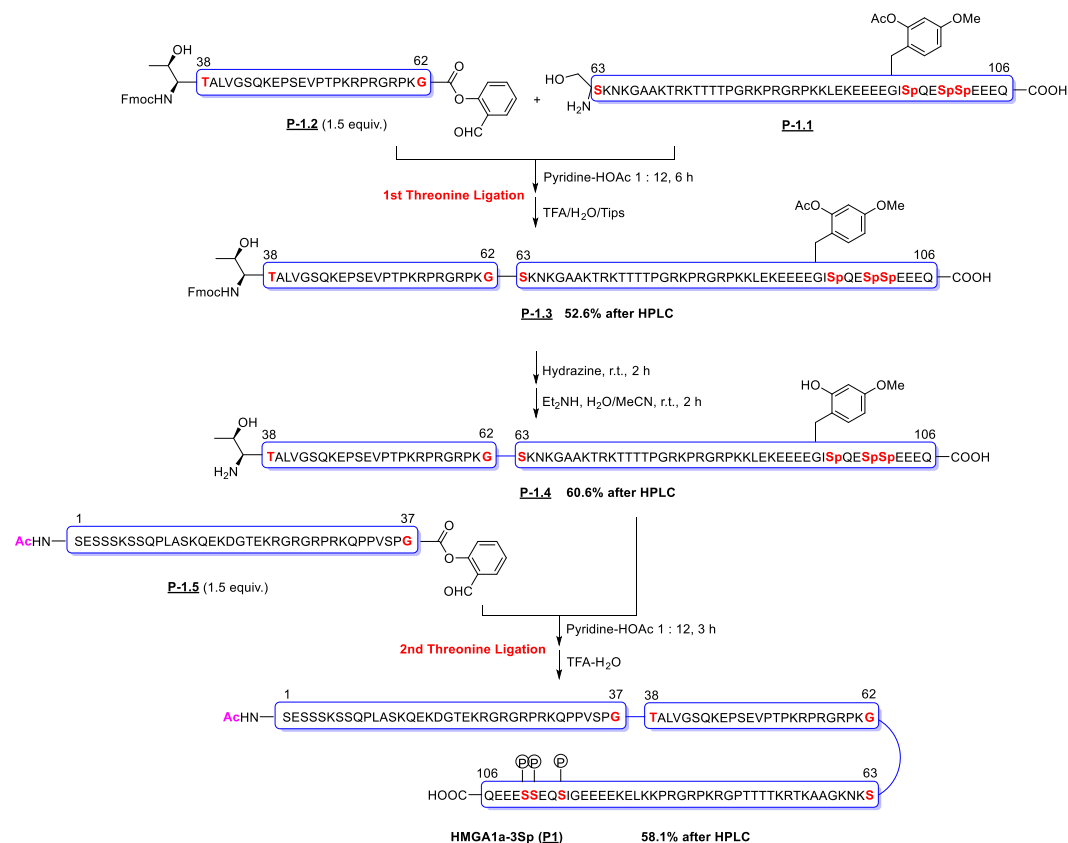 AcO
OMe
OH
38
62
63
106
FmocHN
TALVGSQKEPSEVPTPKRPRGRPKG
O
O
OHC
+
HO
H2N
SKNKGAAKTRKTTTTPGRKPRGRPKKLEKEEEEGISpQESpSpEEEQ
COOH
P-1.2 (1.5 equiv.)
P-1.1
Pyridine-HOAc 1 : 12, 6 h
1st Threonine Ligation
TFA/H2O/Tips
AcO
OMe
OH
38
62
63
106
FmocHN
TALVGSQKEPSEVPTPKRPRGRPKG
SKNKGAAKTRKTTTTPGRKPRGRPKKLEKEEEEGISpQESpSpEEEQ
COOH
P-1.3 52.6% after HPLC
Hydrazine, r.t., 2 h
Et2NH, H2O/MeCN, r.t., 2 h
HO
OMe
OH
38
62
63
106
H2N
TALVGSQKEPSEVPTPKRPRGRPKG
SKNKGAAKTRKTTTTPGRKPRGRPKKLEKEEEEGISpQESpSpEEEQ
COOH
P-1.4 60.6% after HPLC
1
37
AcHN
SESSSKSSQPLASKQEKDGTEKRGRGRPRKQPPVSPG
O
O
OHC
P-1.5 (1.5 equiv.)
Pyridine-HOAc 1 : 12, 3 h
2nd Threonine Ligation
TFA-H2O
1
37
38
62
AcHN
SESSSKSSQPLASKQEKDGTEKRGRGRPRKQPPVSPG
TALVGSQKEPSEVPTPKRPRGRPKG
P P P
106
63
HOOC
QEEESSEQSIGEEEEKELKKPRGRPKRGPTTTTKRTKAAGKNKS
HMGA1a-3Sp (P1) 58.1% after HPLC